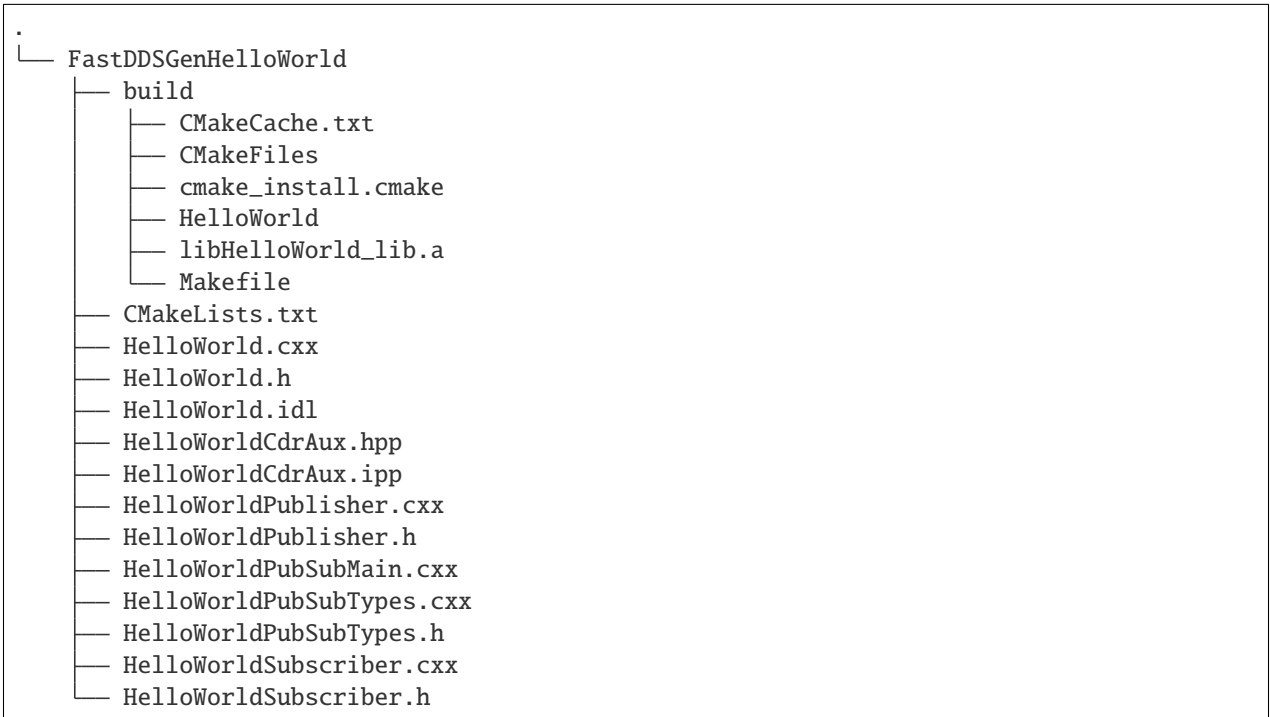 .
└── FastDDSGenHelloWorld
    ├── build
    │   ├── CMakeCache.txt
    │   ├── CMakeFiles
    │   ├── cmake_install.cmake
    │   ├── HelloWorld
    │   ├── libHelloWorld_lib.a
    │   └── Makefile
    ├── CMakeLists.txt
    ├── HelloWorld.cxx
    ├── HelloWorld.h
    ├── HelloWorld.idl
    ├── HelloWorldCdrAux.hpp
    ├── HelloWorldCdrAux.ipp
    ├── HelloWorldPublisher.cxx
    ├── HelloWorldPublisher.h
    ├── HelloWorldPubSubMain.cxx
    ├── HelloWorldPubSubTypes.cxx
    ├── HelloWorldPubSubTypes.h
    ├── HelloWorldSubscriber.cxx
    └── HelloWorldSubscriber.h